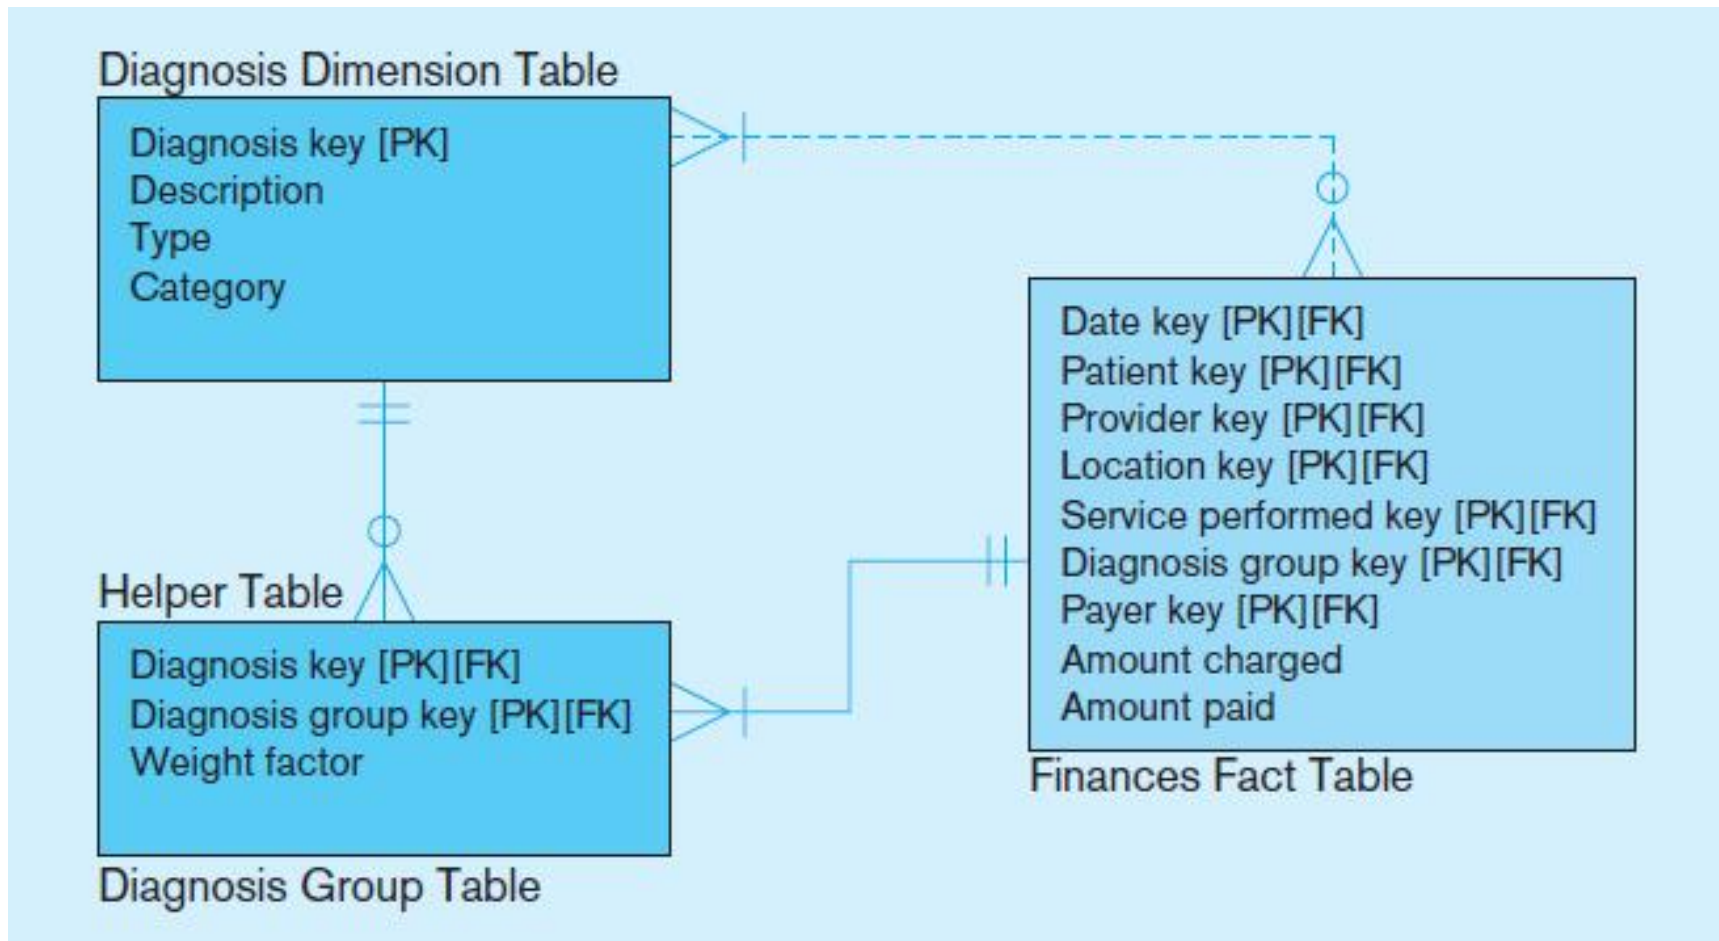 Diagnosis Dimension Table
Diagnosis key [PK]
Description
Type
Category
Helper Table
Diagnosis key [PK][FK]
Diagnosis group key [PK][FK]
Weight factor
Diagnosis Group Table
Date key [PK][FK]
Patient key [PK][FK]
Provider key [PK][FK]
Location key [PK][FK]
Service performed key [PK][FK]
Diagnosis group key [PK][FK]
Payer key [PK][FK]
Amount charged
Amount paid
Finances Fact Table